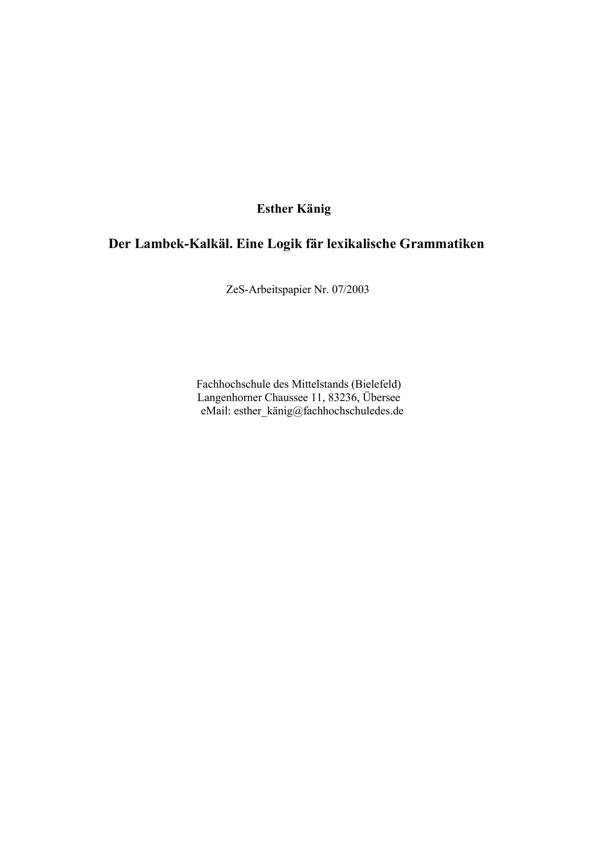 Esther Känig
Der Lambek-Kalkäl. Eine Logik fär lexikalische Grammatiken
ZeS-Arbeitspapier Nr. 07/2003
Fachhochschule des Mittelstands (Bielefeld)
Langenhorner Chaussee 11, 83236, Übersee
eMail: esther_känig@fachhochschuledes.de